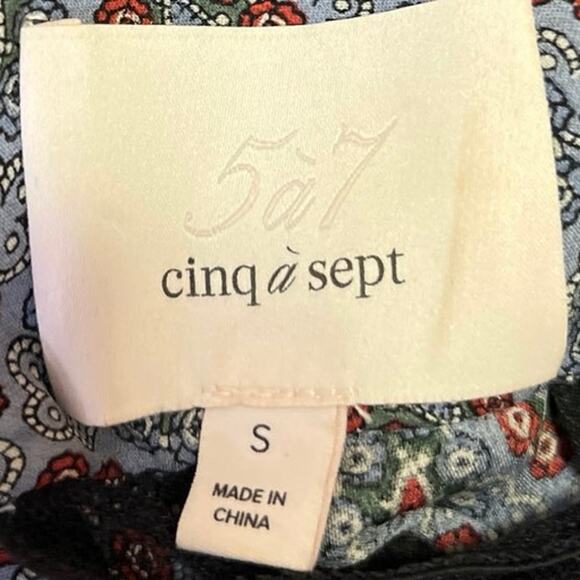 5à7
cinq à sept
S
MADE IN
CHINA